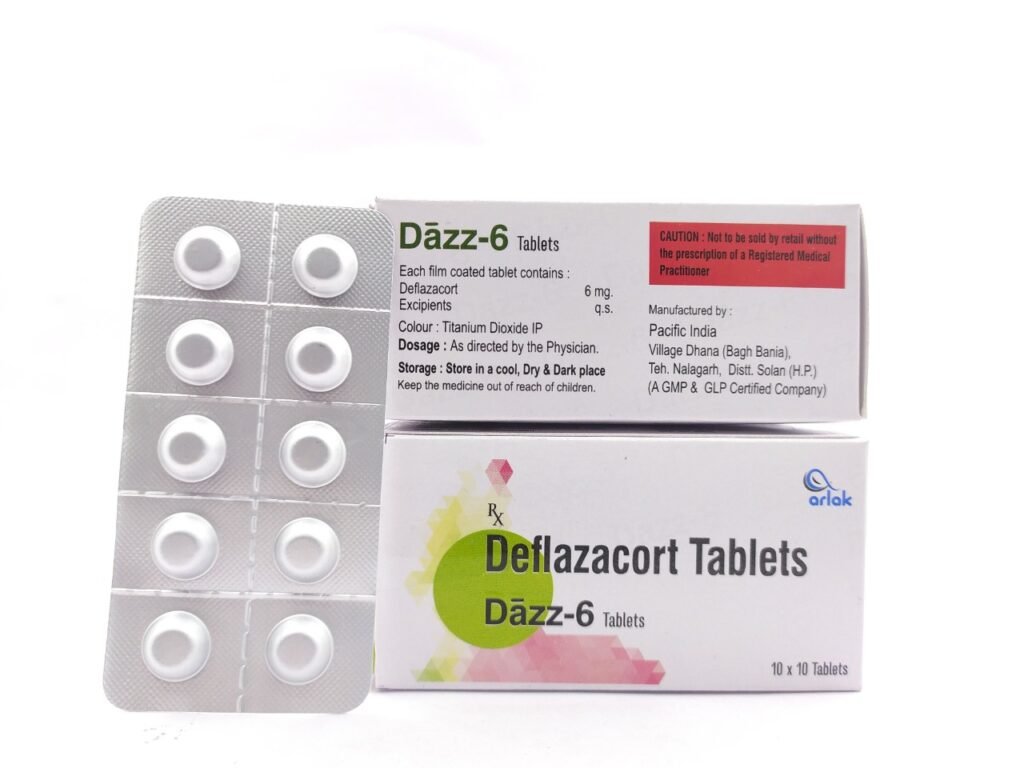 Dāzz-6 Tablets
Each film coated tablet contains :
Deflazacort 6 mg.
Excipients q.s.
Colour : Titanium Dioxide IP
Dosage : As directed by the Physician.
Storage : Store in a cool, Dry & Dark place
Keep the medicine out of reach of children.
CAUTION : Not to be sold by retail without
the prescription of a Registered Medical
Practitioner
Manufactured by :
Pacific India
Village Dhana (Bagh Bania),
Teh. Nalagarh, Distt. Solan (H.P.)
(A GMP & GLP Certified Company)
arlak
Rx
Deflazacort Tablets
Dāzz-6 Tablets
10 x 10 Tablets